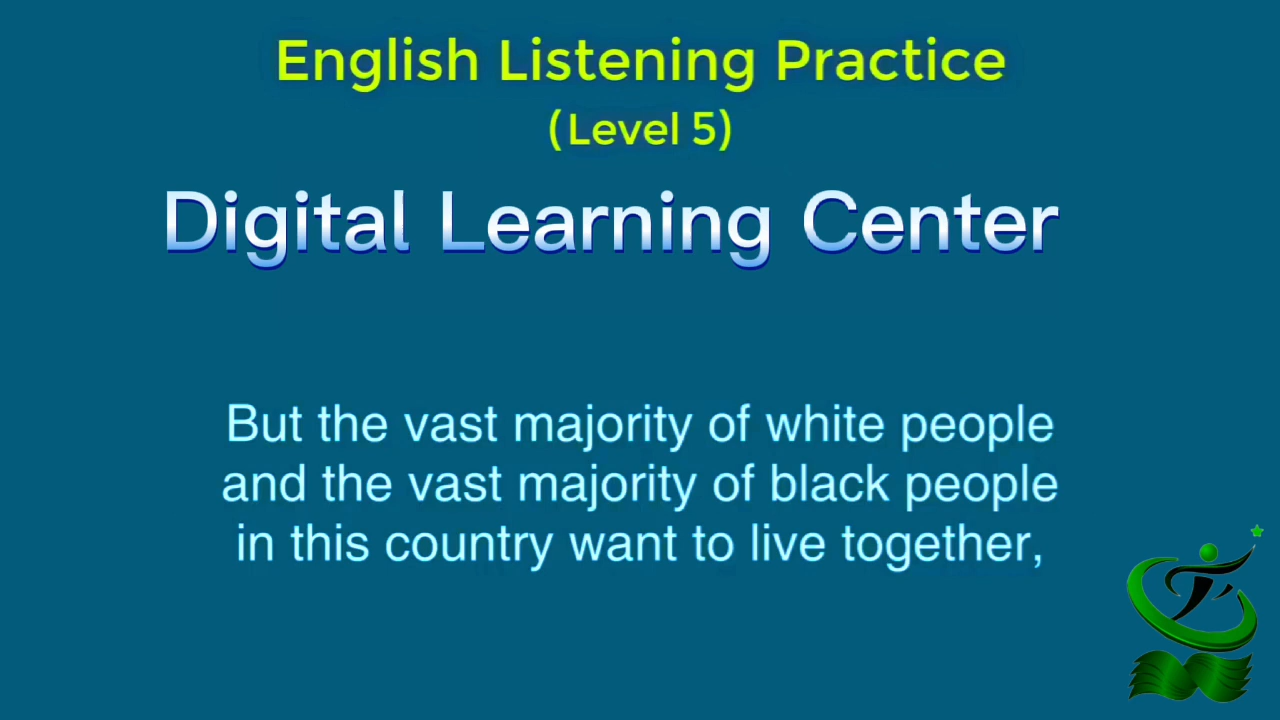 English Listening Practice
(Level 5)
Digital Learning Center
But the vast majority of white people
and the vast majority of black people
in this country want to live together,